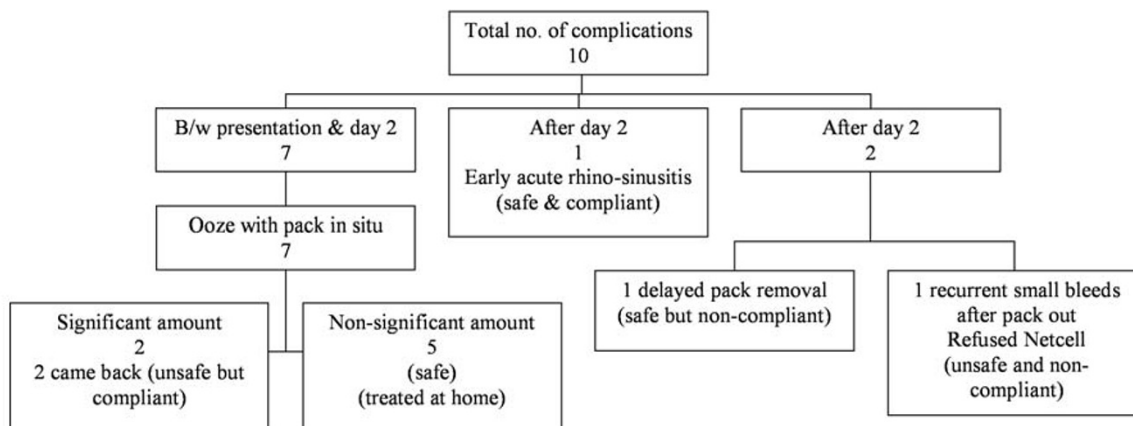 Total no. of complications
10
B/w presentation & day 2
7
After day 2
1
Early acute rhino-sinusitis
(safe & compliant)
After day 2
2
Ooze with pack in situ
7
Significant amount
2
2 came back (unsafe but
compliant)
Non-significant amount
5
(safe)
(treated at home)
1 delayed pack removal
(safe but non-compliant)
1 recurrent small bleeds
after pack out
Refused Netcell
(unsafe and non-
compliant)